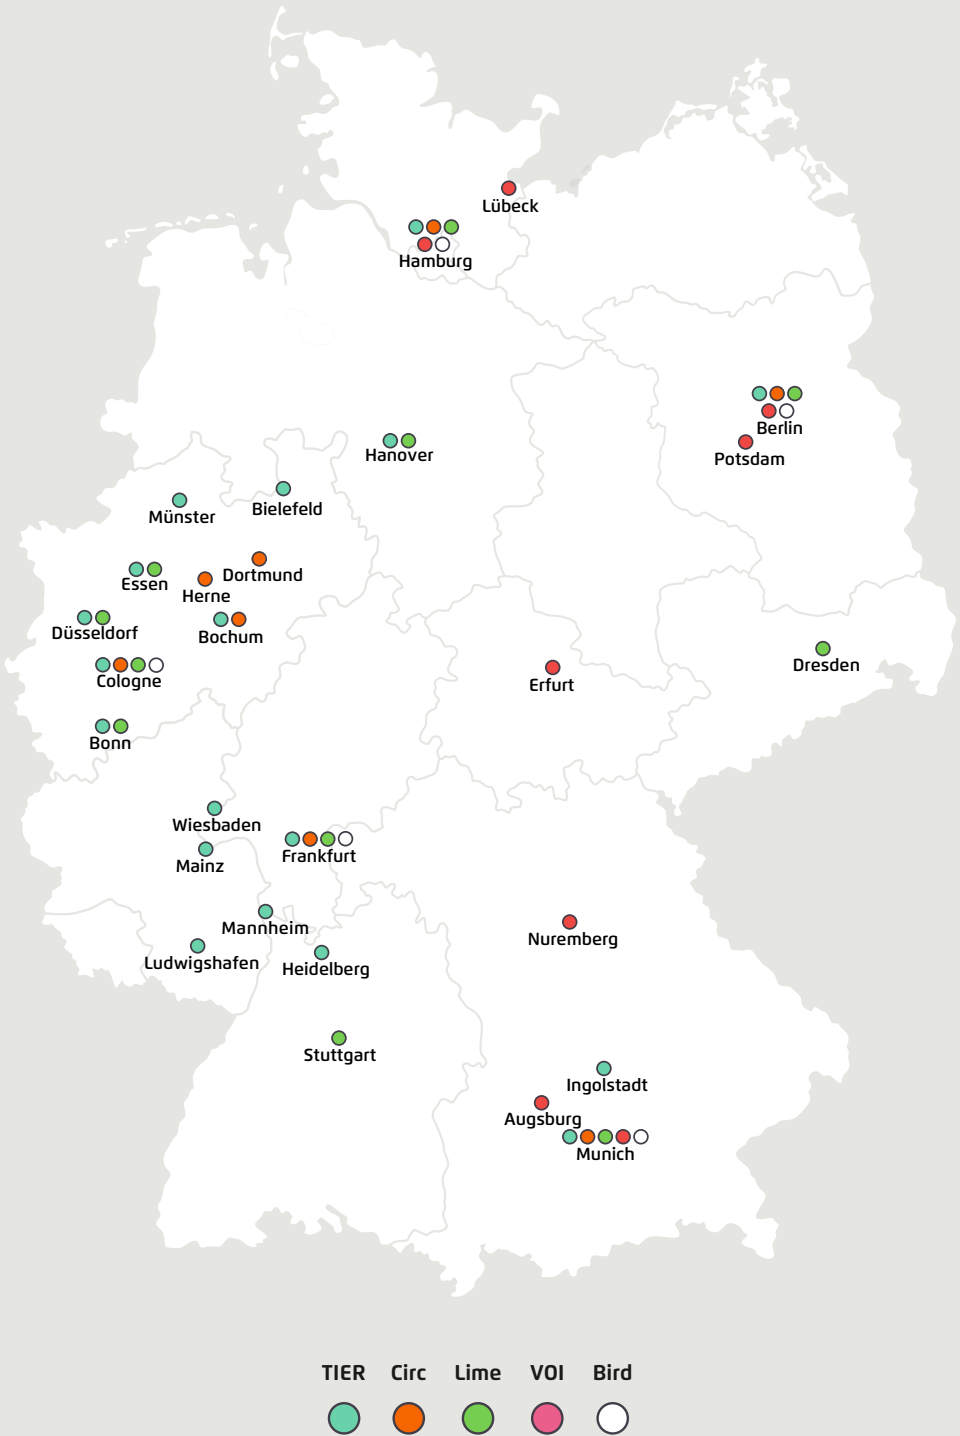 Lübeck
Hamburg
Berlin
Potsdam
Hanover
Bielefeld
Münster
Dortmund
Essen
Herne
Düsseldorf
Bochum
Cologne
Dresden
Erfurt
Bonn
Wiesbaden
Frankfurt
Mainz
Mannheim
Nuremberg
Ludwigshafen
Heidelberg
Stuttgart
Ingolstadt
Augsburg
Munich
TIER Circ Lime VOI Bird